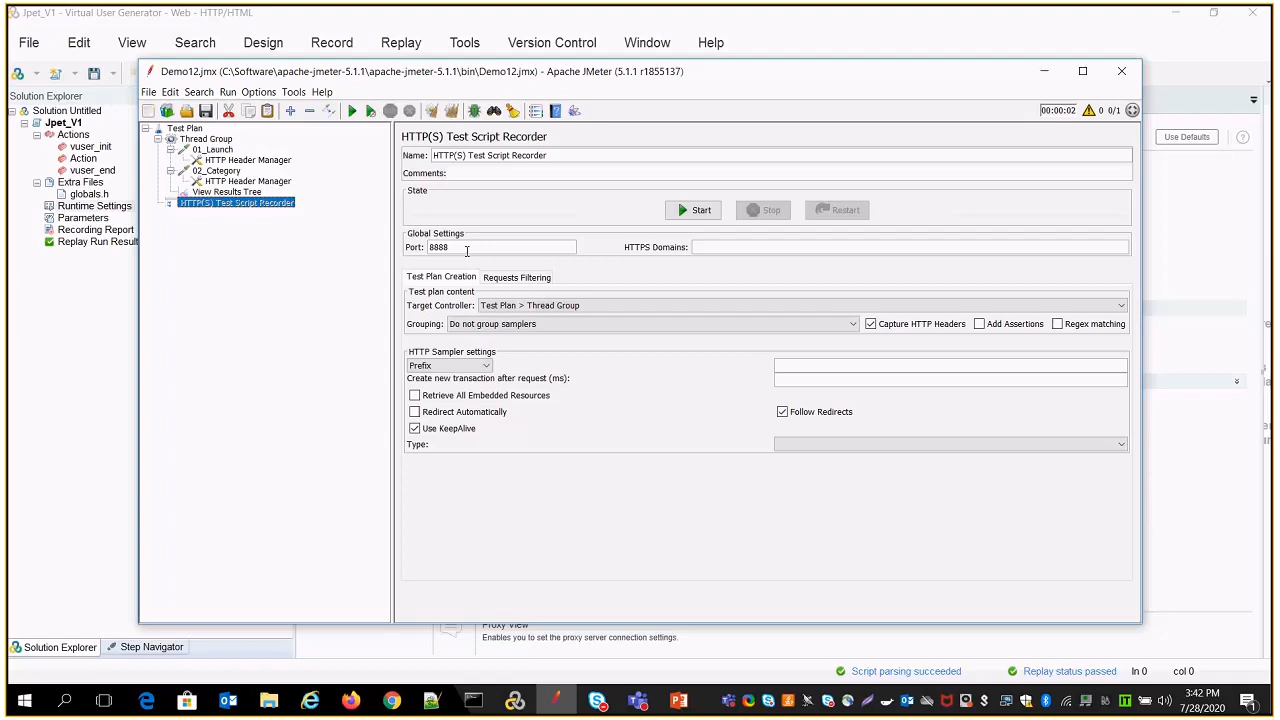 Jpet_V1 - Virtual User Generator - Web - HTTP/HTML
File Edit View Search Design Record Replay Tools Version Control Window Help
Solution Explorer
Solution Untitled
Jpet_V1
Actions
vuser_init
Action
vuser_end
Extra Files
globals.h
Runtime Settings
Parameters
Recording Report
Replay Run Result
Use Defaults
Demo12.jmx (C:\Software\apache-jmeter-5.1.1\apache-jmeter-5.1.1\bin\Demo12.jmx) - Apache JMeter (5.1.1 r1855137)
File Edit Search Run Options Tools Help
00:00:02 0 0/1
Test Plan
Thread Group
01_Launch
HTTP Header Manager
02_Category
HTTP Header Manager
View Results Tree
HTTP(S) Test Script Recorder
HTTP(S) Test Script Recorder
Name: HTTP(S) Test Script Recorder
Comments:
State
Start Stop Restart
Global Settings
Port: 8888 HTTPS Domains:
Test Plan Creation Requests Filtering
Test plan content
Target Controller: Test Plan > Thread Group
Grouping: Do not group samplers Capture HTTP Headers Add Assertions Regex matching
HTTP Sampler settings
Prefix
Create new transaction after request (ms):
Retrieve All Embedded Resources
Redirect Automatically Follow Redirects
Use KeepAlive
Type:
Proxy View
Enables you to set the proxy server connection settings.
Solution Explorer Step Navigator
Script parsing succeeded Replay status passed ln 0 col 0
3:42 PM
7/28/2020